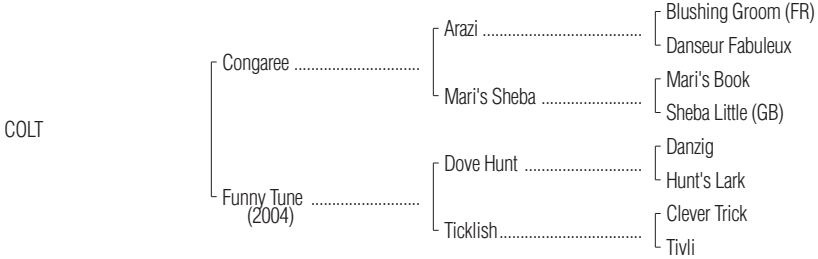 COLT
Congaree ..............................
Funny Tune ..........................
(2004)
Arazi ......................................
Mari's Sheba ........................
Dove Hunt ............................
Ticklish..................................
Blushing Groom (FR)
Danseur Fabuleux
Mari's Book
Sheba Little (GB)
Danzig
Hunt's Lark
Clever Trick
Tivli